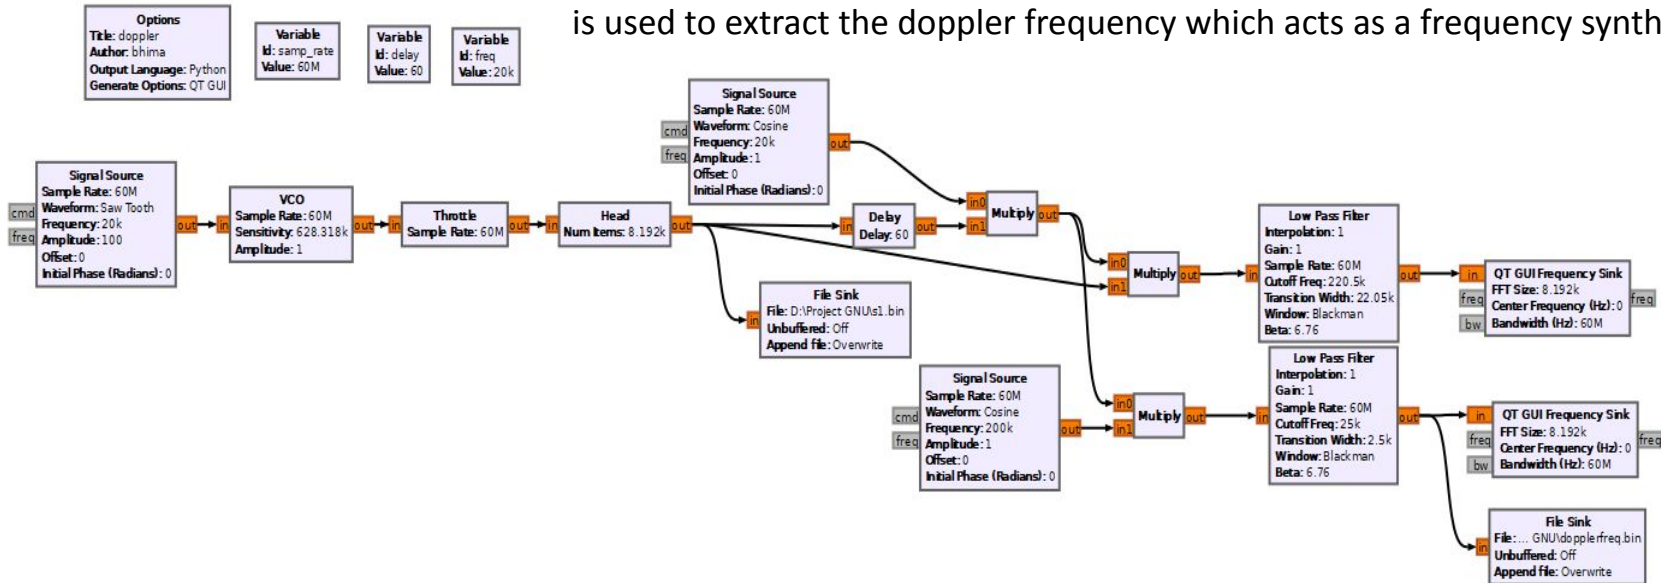 is used to extract the doppler frequency which acts as a frequency synth
Options
Title: doppler
Author: bhima
Output Language: Python
Generate Options: QT GUI
Variable
Id: samp_rate
Value: 60M
Variable
Id: delay
Value: 60
Variable
Id: freq
Value: 20k
Signal Source
Sample Rate: 60M
Waveform: Cosine
Frequency: 20k
Amplitude: 1
Offset: 0
Initial Phase (Radians): 0
cmd
freq
out
Signal Source
Sample Rate: 60M
Waveform: Saw Tooth
Frequency: 20k
Amplitude: 100
Offset: 0
Initial Phase (Radians): 0
cmd
freq
out
in
VCO
Sample Rate: 60M
Sensitivity: 628.318k
Amplitude: 1
out
in
Throttle
Sample Rate: 60M
out
in
Head
Num Items: 8.192k
out
in
Delay
Delay: 60
out
in0
in1
Multiply
out
in0
in1
Multiply
out
in
Low Pass Filter
Interpolation: 1
Gain: 1
Sample Rate: 60M
Cutoff Freq: 220.5k
Transition Width: 22.05k
Window: Blackman
Beta: 6.76
out
in
freq
bw
QT GUI Frequency Sink
FFT Size: 8.192k
Center Frequency (Hz): 0
Bandwidth (Hz): 60M
freq
in
File Sink
File: D:\Project GNU\s1.bin
Unbuffered: Off
Append file: Overwrite
Signal Source
Sample Rate: 60M
Waveform: Cosine
Frequency: 200k
Amplitude: 1
Offset: 0
Initial Phase (Radians): 0
cmd
freq
out
in0
in1
Multiply
out
in
Low Pass Filter
Interpolation: 1
Gain: 1
Sample Rate: 60M
Cutoff Freq: 25k
Transition Width: 2.5k
Window: Blackman
Beta: 6.76
out
in
freq
bw
QT GUI Frequency Sink
FFT Size: 8.192k
Center Frequency (Hz): 0
Bandwidth (Hz): 60M
freq
in
File Sink
File: ... GNU\dopplerfreq.bin
Unbuffered: Off
Append file: Overwrite